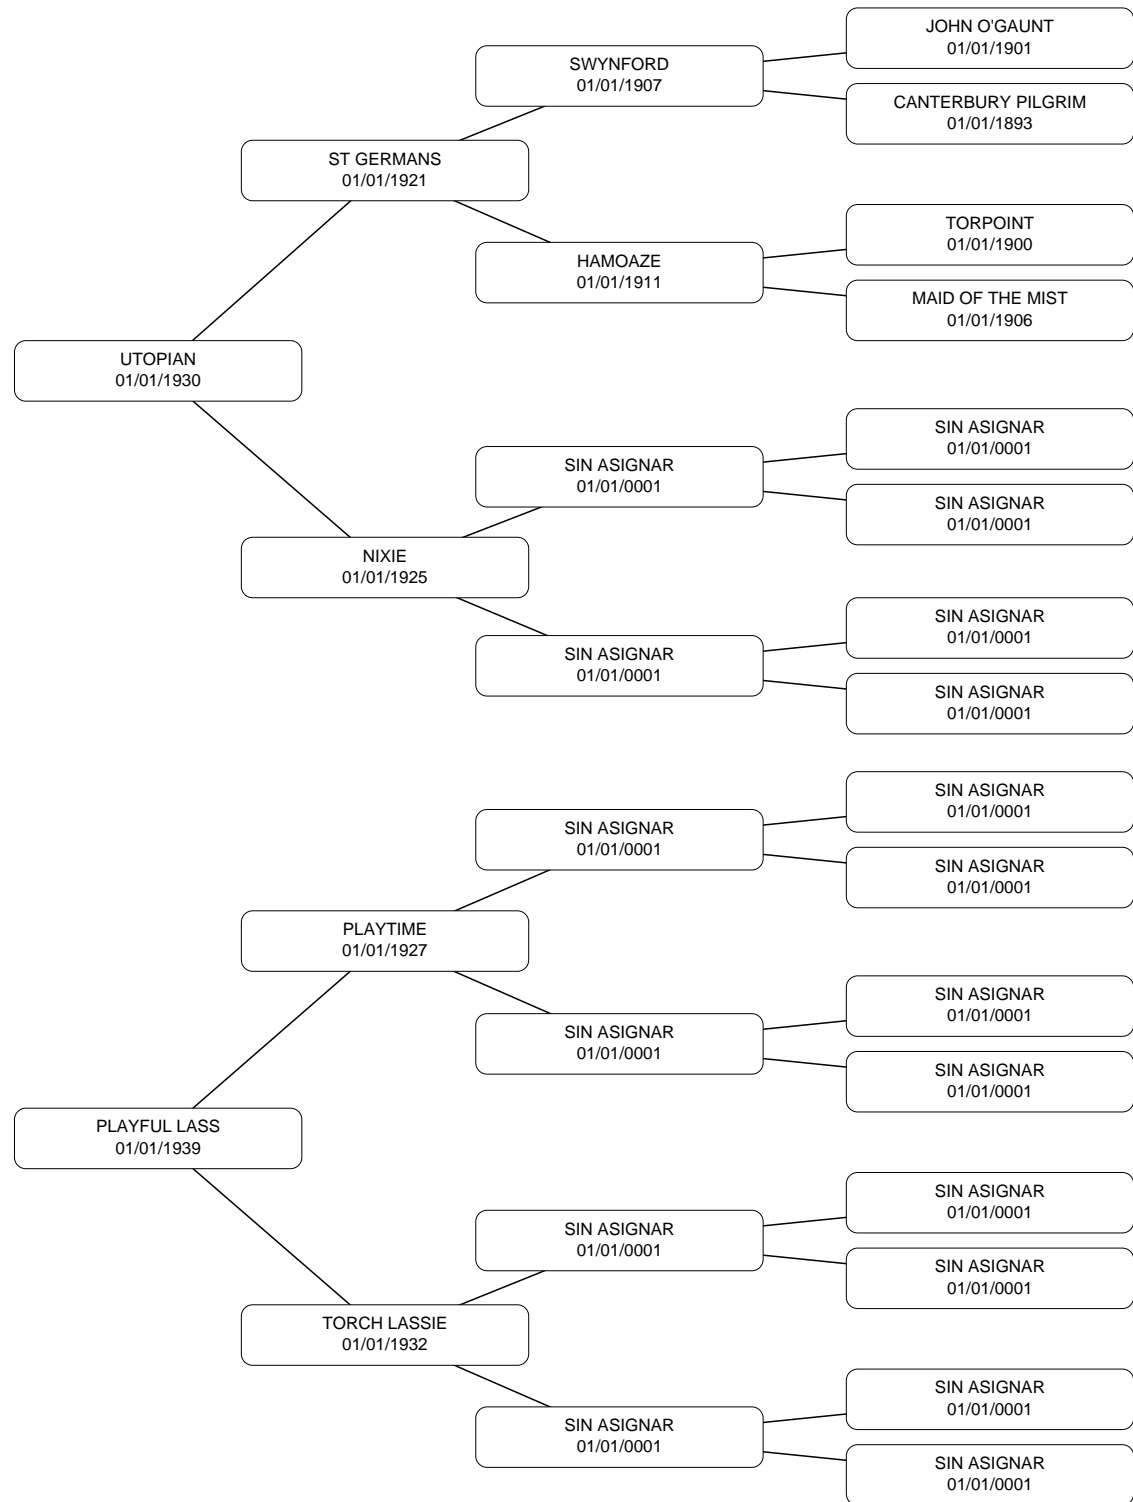 JOHN O'GAUNT
01/01/1901
SWYNFORD
01/01/1907
CANTERBURY PILGRIM
01/01/1893
ST GERMANS
01/01/1921
TORPOINT
01/01/1900
HAMOAZE
01/01/1911
MAID OF THE MIST
01/01/1906
UTOPIAN
01/01/1930
SIN ASIGNAR
01/01/0001
SIN ASIGNAR
01/01/0001
SIN ASIGNAR
01/01/0001
NIXIE
01/01/1925
SIN ASIGNAR
01/01/0001
SIN ASIGNAR
01/01/0001
SIN ASIGNAR
01/01/0001
SIN ASIGNAR
01/01/0001
SIN ASIGNAR
01/01/0001
SIN ASIGNAR
01/01/0001
PLAYTIME
01/01/1927
SIN ASIGNAR
01/01/0001
SIN ASIGNAR
01/01/0001
SIN ASIGNAR
01/01/0001
PLAYFUL LASS
01/01/1939
SIN ASIGNAR
01/01/0001
SIN ASIGNAR
01/01/0001
SIN ASIGNAR
01/01/0001
TORCH LASSIE
01/01/1932
SIN ASIGNAR
01/01/0001
SIN ASIGNAR
01/01/0001
SIN ASIGNAR
01/01/0001